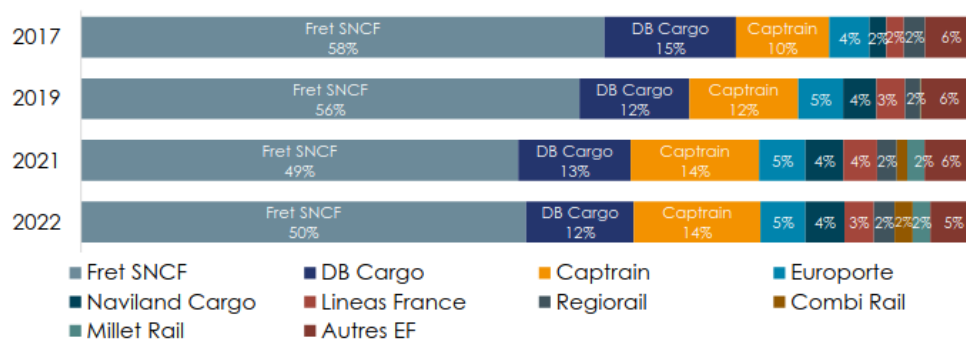 2017 Fret SNCF DB Cargo Captrain
58% 15% 10% 4% 2% 2% 2% 6%
2019 Fret SNCF DB Cargo Captrain
56% 12% 12% 5% 4% 3% 2% 6%
2021 Fret SNCF DB Cargo Captrain
49% 13% 14% 5% 4% 4% 2% 2% 6%
2022 Fret SNCF DB Cargo Captrain
50% 12% 14% 5% 4% 3% 2% 2% 2% 5%
Fret SNCF DB Cargo Captrain Europorte
Naviland Cargo Lineas France Regiorail Combi Rail
Millet Rail Autres EF